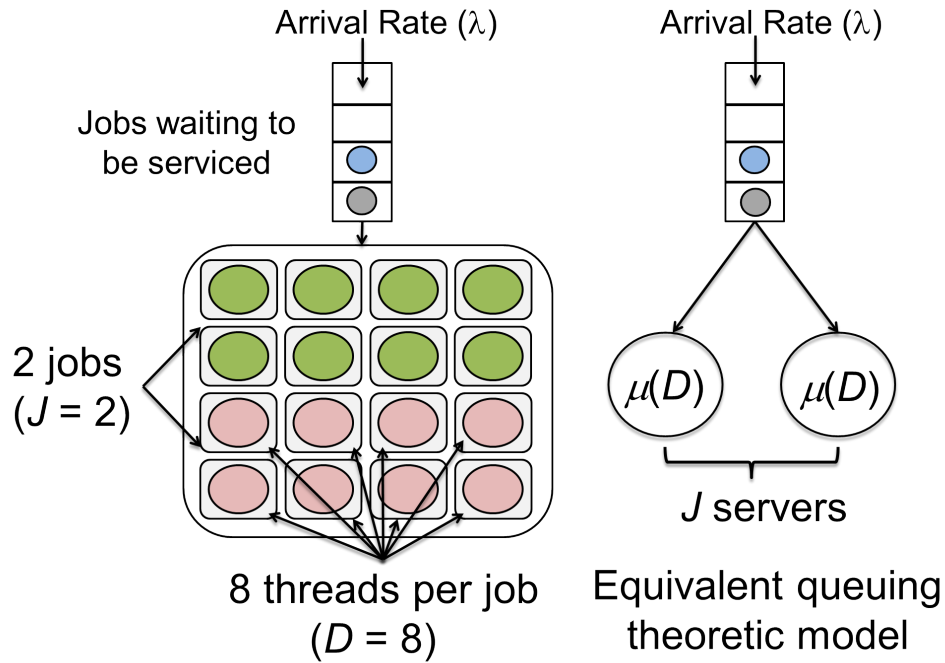 Arrival Rate (λ)
Jobs waiting to
be serviced
2 jobs
(J = 2)
8 threads per job
(D = 8)
Arrival Rate (λ)
μ(D)
μ(D)
J servers
Equivalent queuing
theoretic model